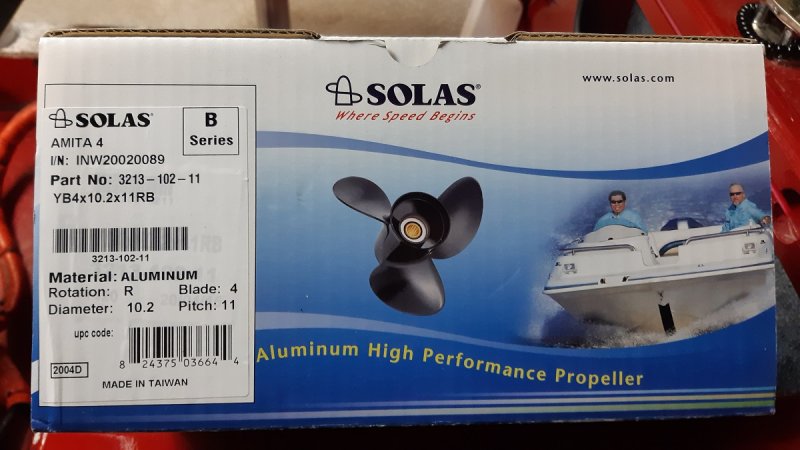 SOLAS®
B
Series
AMITA 4
I/N: INW20020089
Part No: 3213-102-11
YB4x10.2x11RB
3213-102-11
Material: ALUMINUM
Rotation: R Blade: 4
Diameter: 10.2 Pitch: 11
upc code:
8 24375 03664 4
2004D
MADE IN TAIWAN
SOLAS®
Where Speed Begins
www.solas.com
Aluminum High Performance Propeller